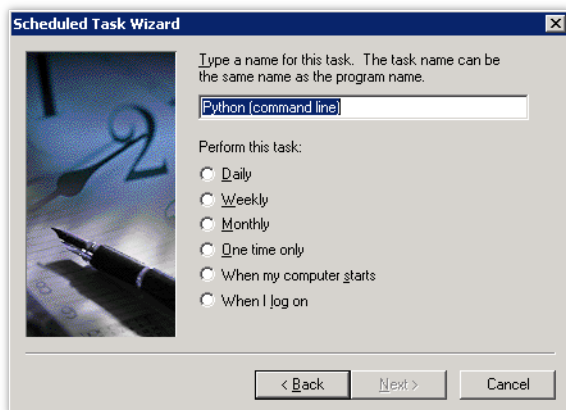 Scheduled Task Wizard
Type a name for this task. The task name can be
the same name as the program name.
Python (command line)
Perform this task:
Daily
Weekly
Monthly
One time only
When my computer starts
When I log on
< Back
Next >
Cancel